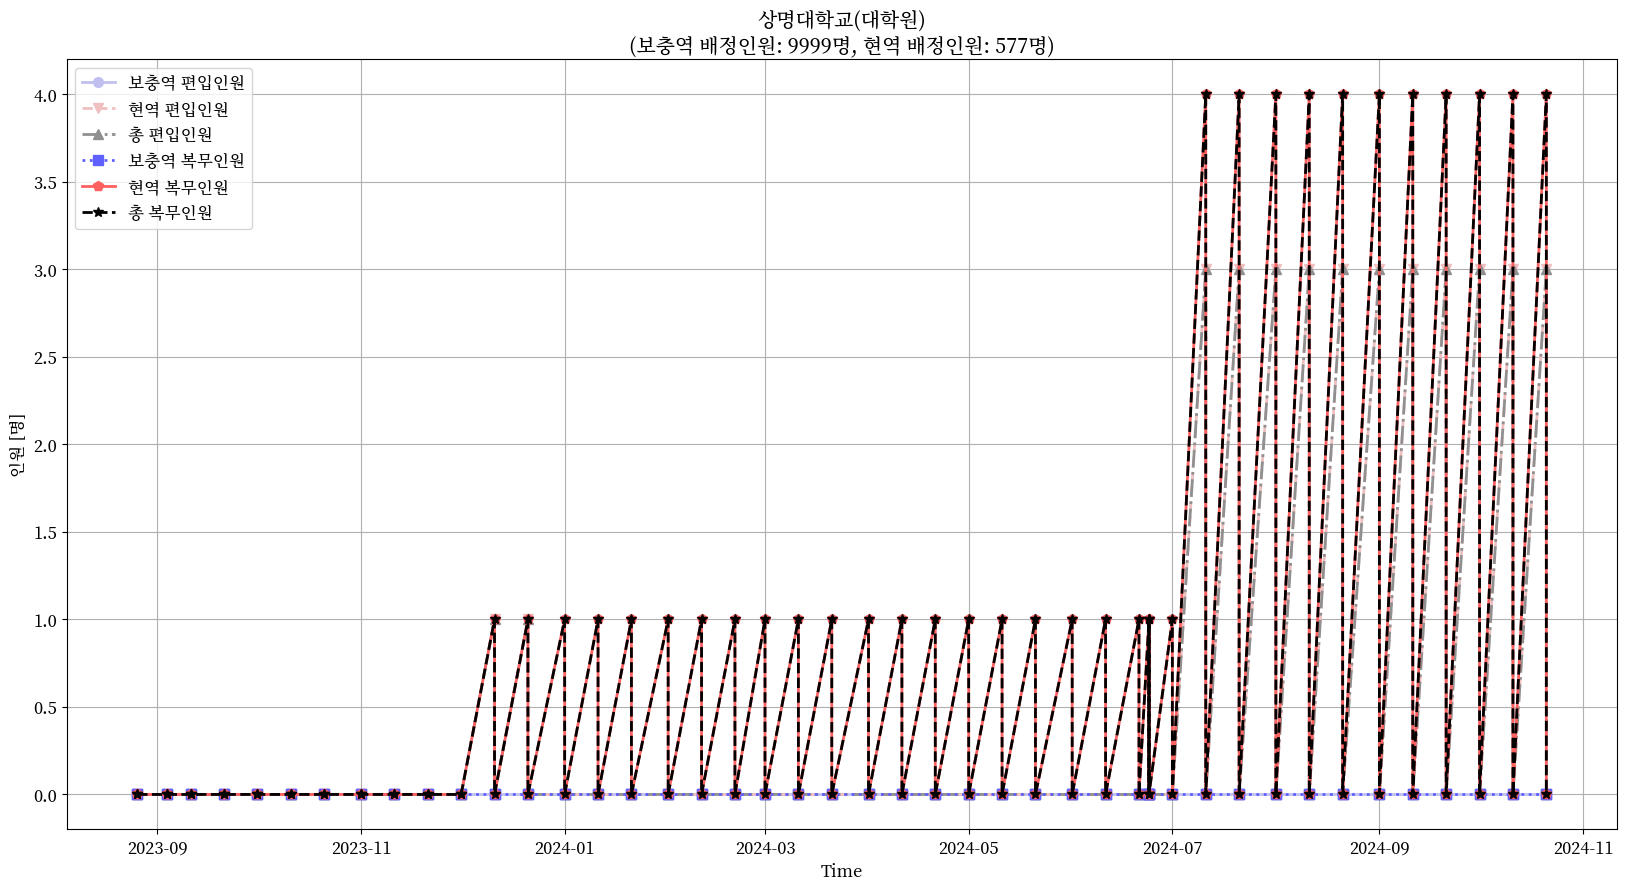 상명대학교(대학원)
(보충역 배정인원: 9999명, 현역 배정인원: 577명)
보충역 편입인원
현역 편입인원
총 편입인원
보충역 복무인원
현역 복무인원
총 복무인원
4.0
3.5
3.0
2.5
2.0
1.5
1.0
0.5
0.0
인원 [명]
2023-09
2023-11
2024-01
2024-03
2024-05
2024-07
2024-09
2024-11
Time